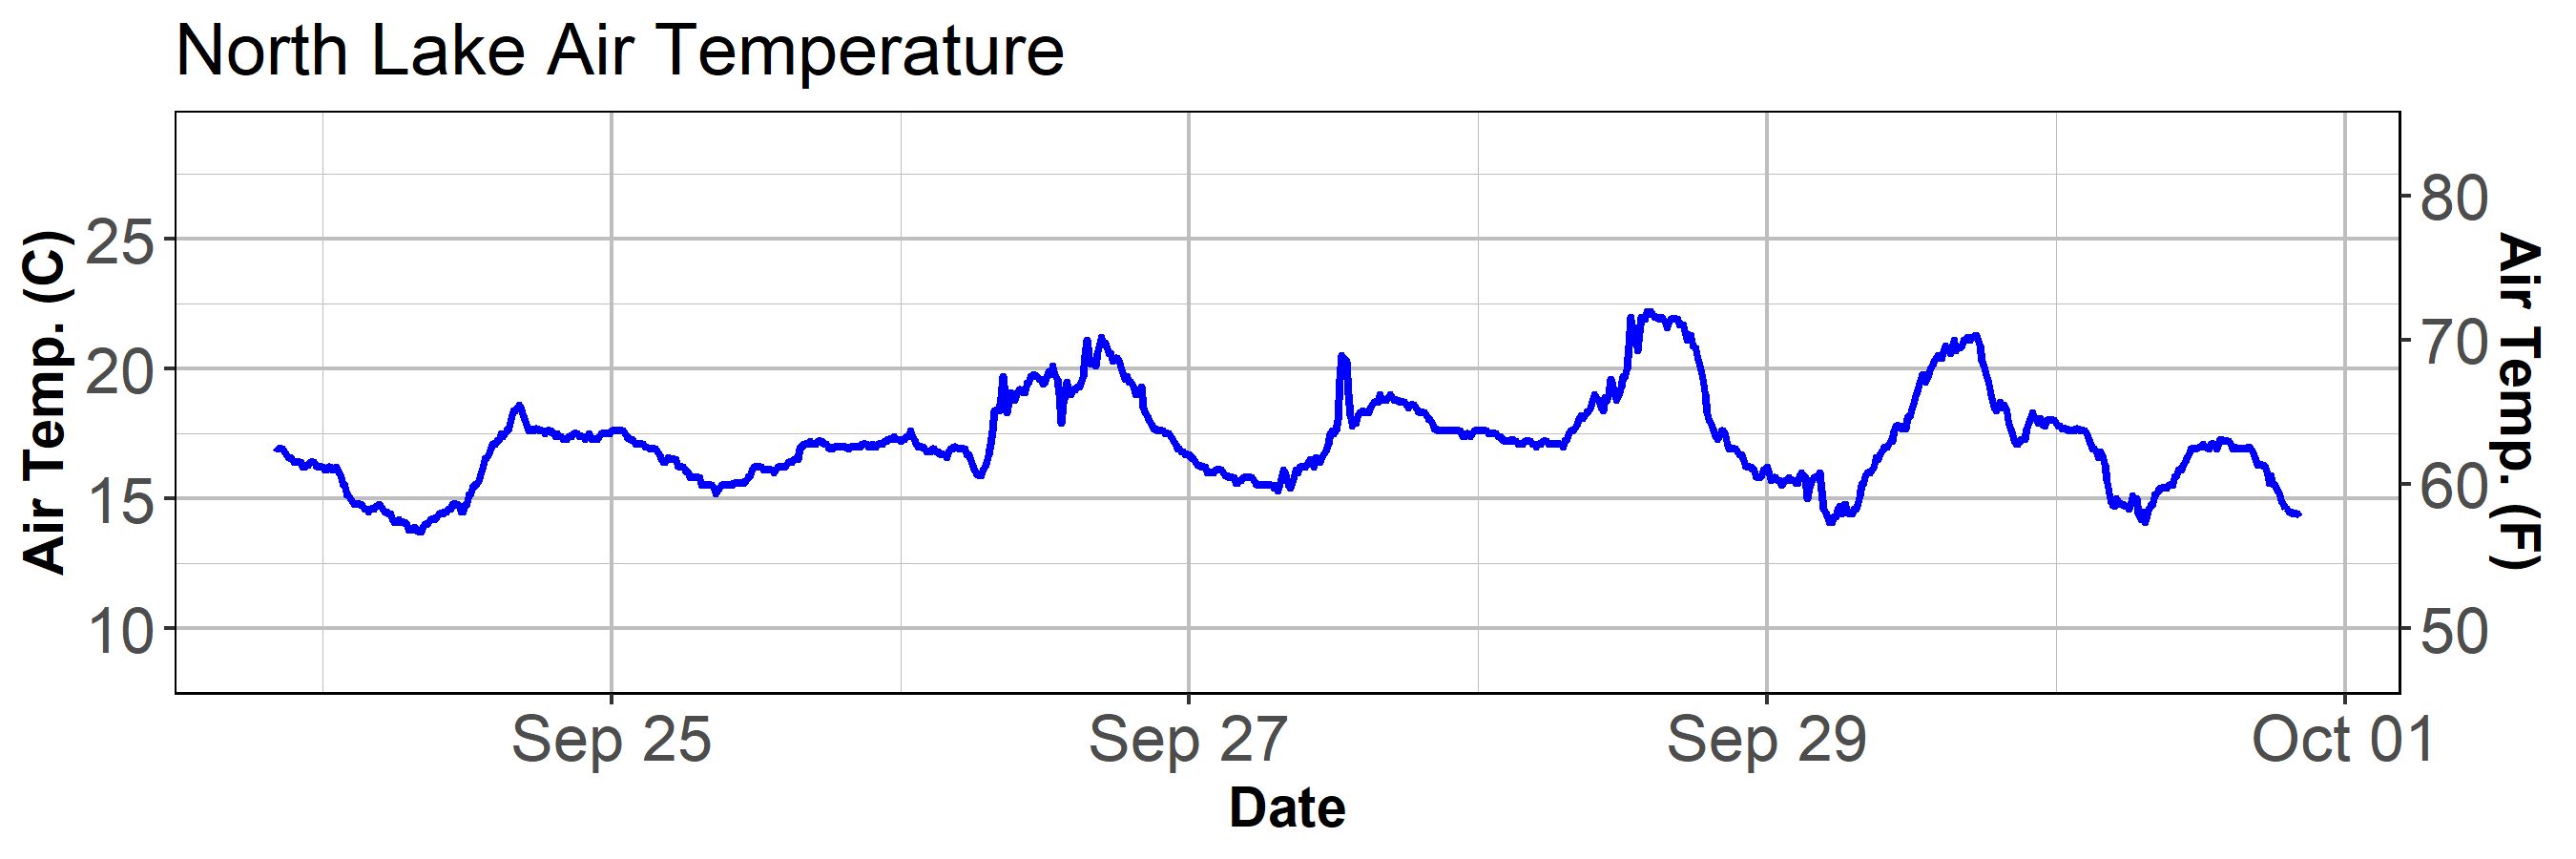 North Lake Air Temperature
Air Temp. (C)
25
20
15
10
80
70
60
50
Air Temp. (F)
Sep 25
Sep 27
Sep 29
Oct 01
Date